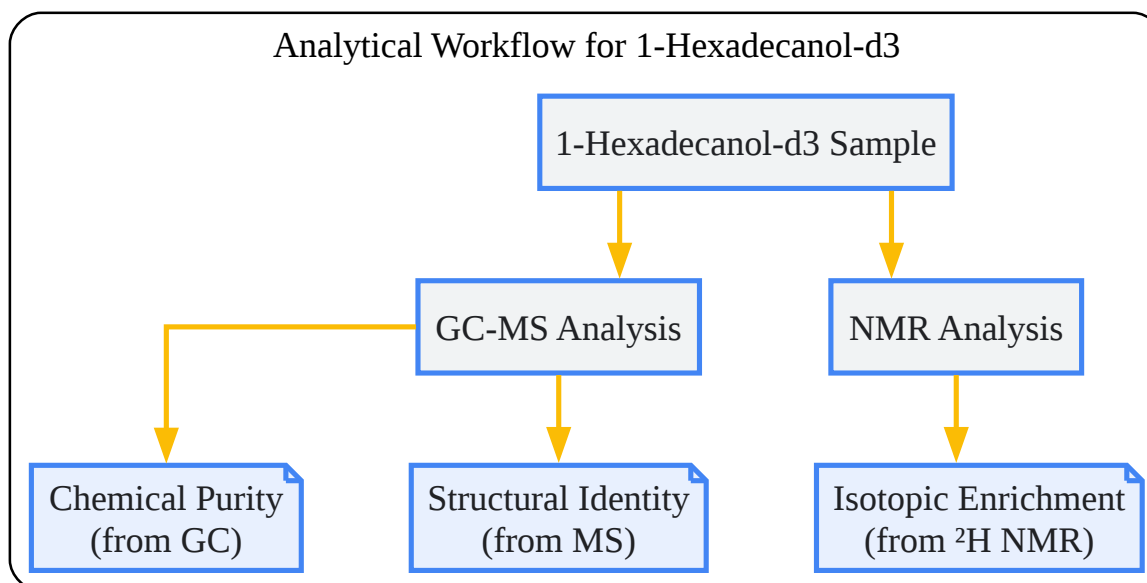 Analytical Workflow for 1-Hexadecanol-d3
1-Hexadecanol-d3 Sample
GC-MS Analysis
NMR Analysis
Chemical Purity
(from GC)
Structural Identity
(from MS)
Isotopic Enrichment
(from ²H NMR)